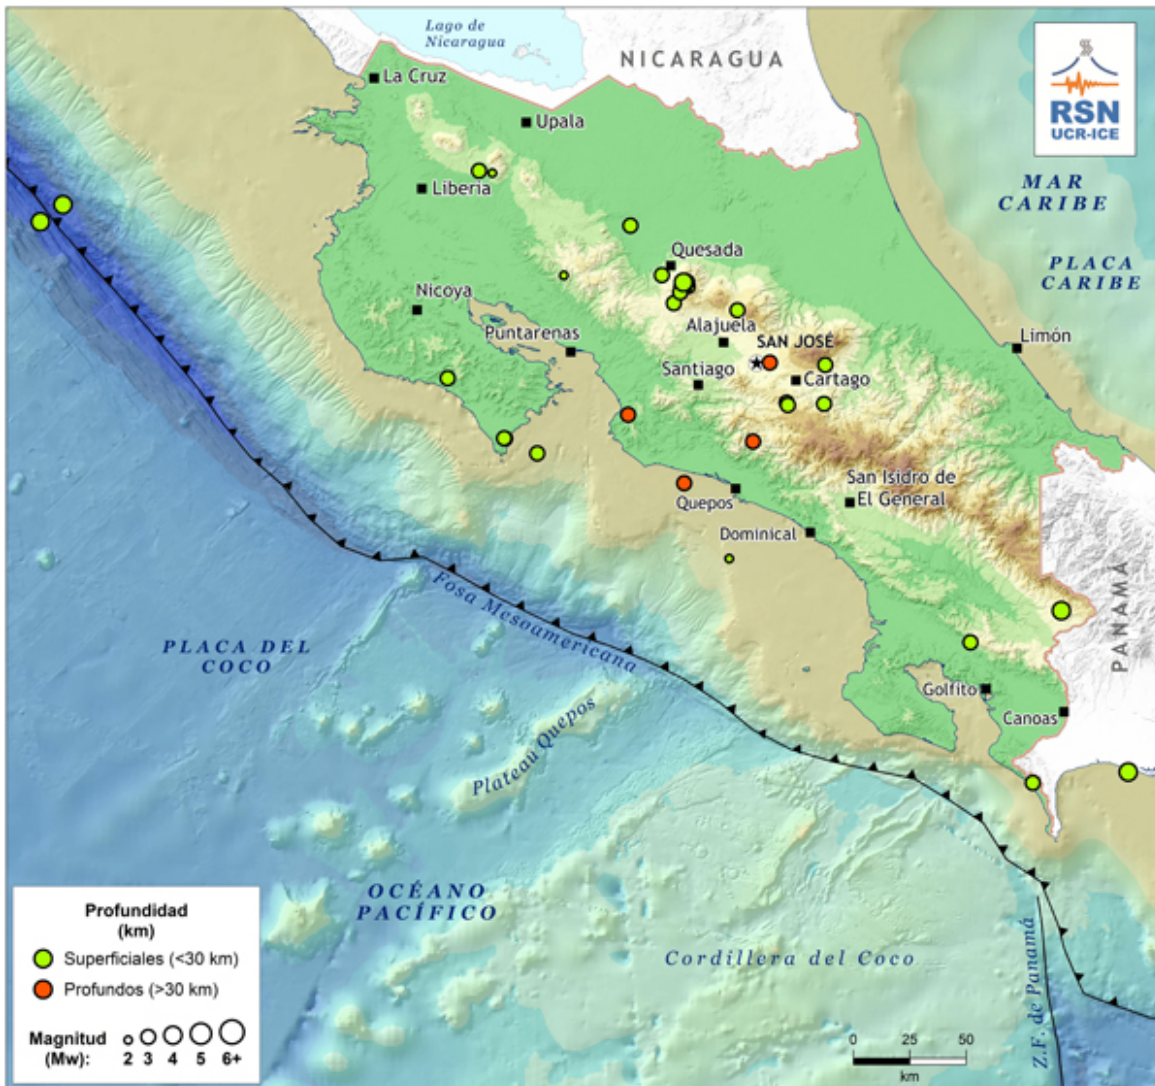 Lago de
Nicaragua
NICARAGUA
RSN
UCR-ICE
La Cruz
Upala
Liberia
MAR
CARIBE
PLACA
CARIBE
Quesada
Nicoya
Puntarenas
Alajuela
SAN JOSÉ
Limón
Santiago
Cartago
San Isidro de
El General
Quepos
Dominical
Fosa Mesoamericana
PLACA DEL
COCO
PANAMÁ
Golfito
Canoas
Plateau Quepos
OCÉANO
PACÍFICO
Cordillera del Coco
Z.F. de Panamá
Profundidad
(km)
Superficiales (<30 km)
Profundos (>30 km)
Magnitud
(Mw):
2 3 4 5 6+
0 25 50
km